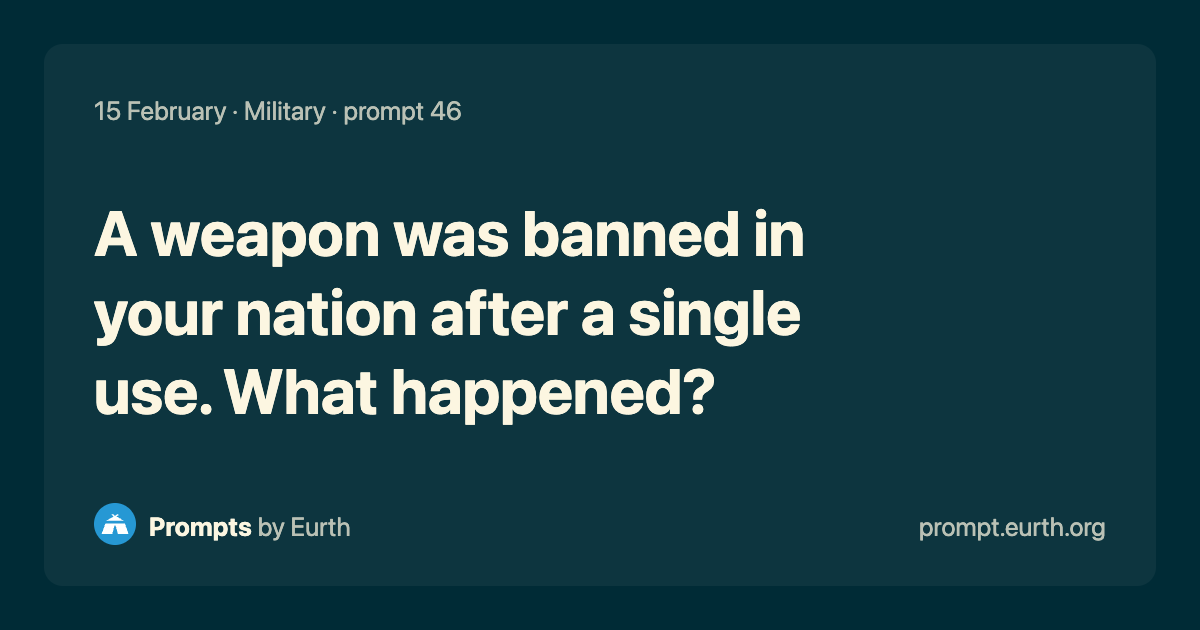 15 February · Military · prompt 46
A weapon was banned in
your nation after a single
use. What happened?
Prompts by Eurth
prompt.eurth.org